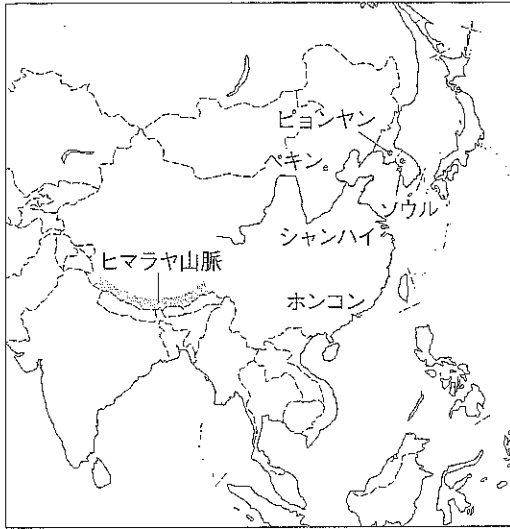 ピョンヤン
ペキン
ソウル
シャンハイ
ヒマラヤ山脈
ホンコン